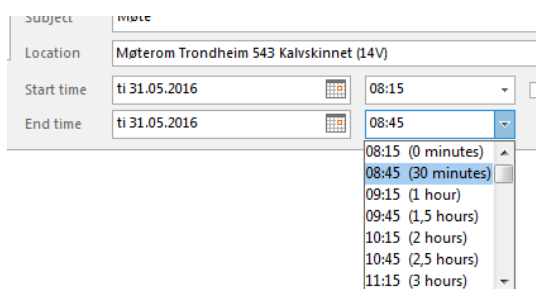 Subject Møte
Location Møterom Trondheim 543 Kalvskinnet (14V)
Start time ti 31.05.2016 08:15
End time ti 31.05.2016 08:45
08:15 (0 minutes)
08:45 (30 minutes)
09:15 (1 hour)
09:45 (1,5 hours)
10:15 (2 hours)
10:45 (2,5 hours)
11:15 (3 hours)